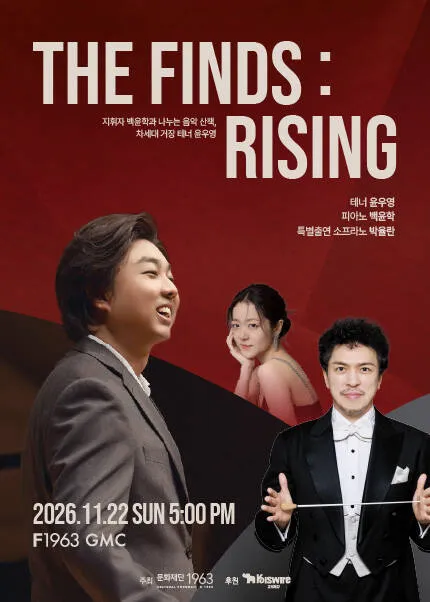 THE FINDS :
지휘자 백윤학과 나누는 음악 산책,
차세대 거장 테너 윤우영
RISING
테너 윤우영
피아노 백윤학
특별출연 소프라노 박율란
2026.11.22 SUN 5:00 PM
F1963 GMC
주최 문화재단 1963 후원 KISWIRE